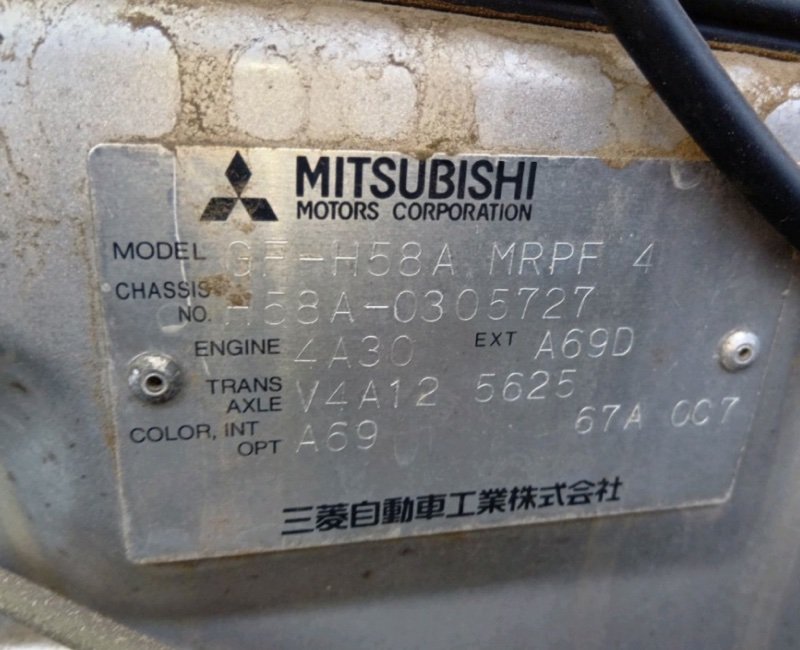 MITSUBISHI
MOTORS CORPORATION
MODEL GF-H58A MRPF 4
CHASSIS NO. H58A-0305727
ENGINE 4A30 EXT A69D
TRANS AXLE V4A12 5625
COLOR, INT OPT A69 67A 0C7
三菱自動車工業株式会社